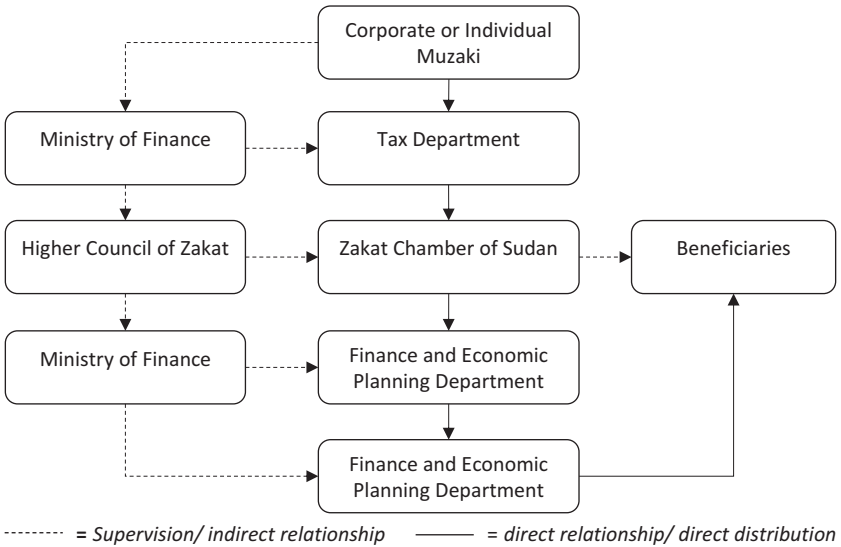 Corporate or Individual
Muzaki
Ministry of Finance
Tax Department
Higher Council of Zakat
Zakat Chamber of Sudan
Beneficiaries
Ministry of Finance
Finance and Economic
Planning Department
Finance and Economic
Planning Department
= Supervision/ indirect relationship
= direct relationship/ direct distribution